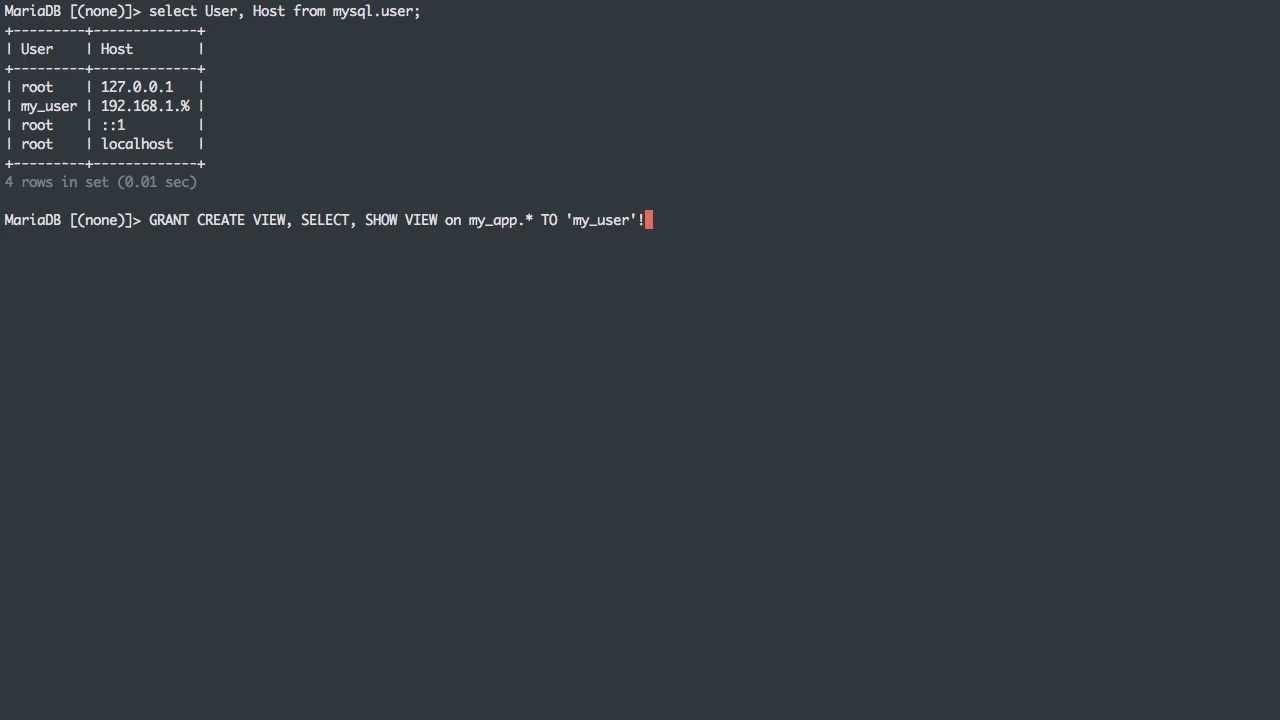 MariaDB [(none)]> select User, Host from mysql.user;
+---------+-------------+
| User    | Host        |
+---------+-------------+
| root    | 127.0.0.1   |
| my_user | 192.168.1.% |
| root    | ::1         |
| root    | localhost   |
+---------+-------------+
4 rows in set (0.01 sec)
MariaDB [(none)]> GRANT CREATE VIEW, SELECT, SHOW VIEW on my_app.* TO 'my_user'!